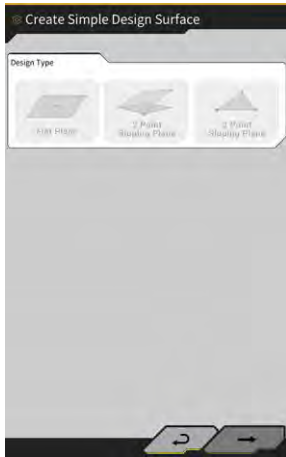 Create Simple Design Surface
Design Type
Flat Plane
2 Point
Sloping Plane
3 Point
Sloping Plane